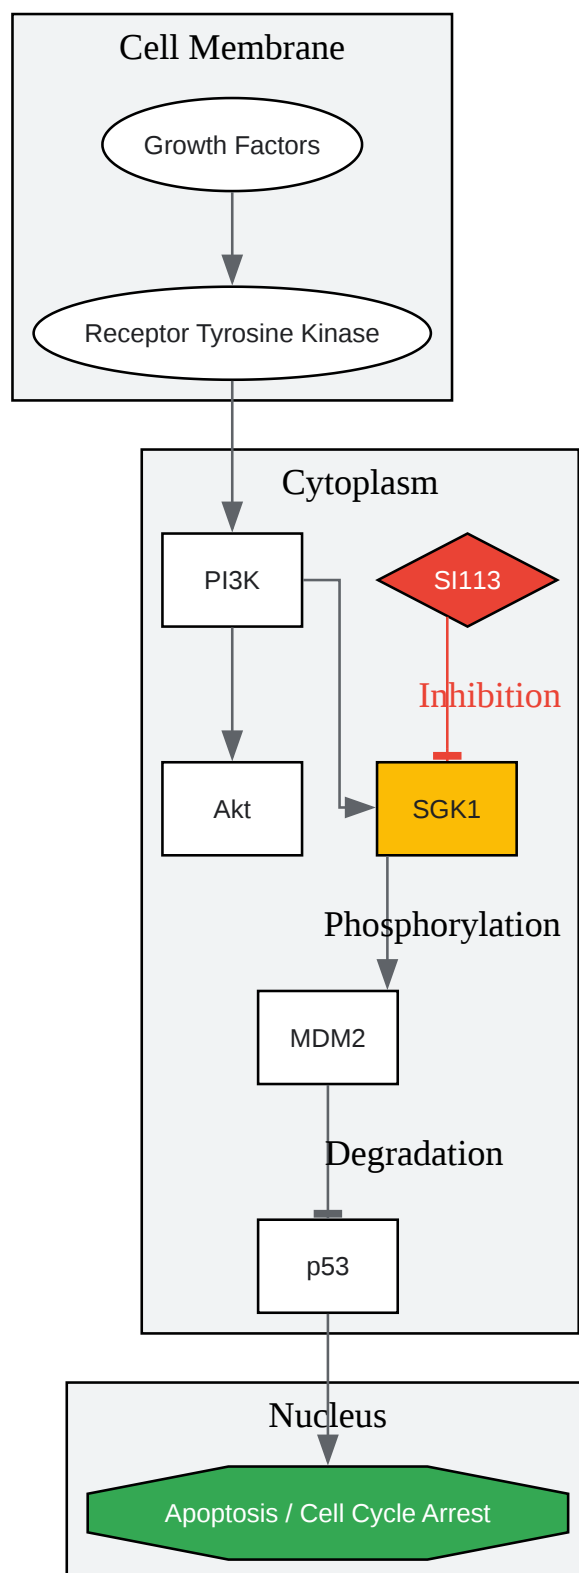 Cell Membrane
Growth Factors
Receptor Tyrosine Kinase
Cytoplasm
PI3K
SI113
Inhibition
Akt
SGK1
Phosphorylation
MDM2
Degradation
p53
Nucleus
Apoptosis / Cell Cycle Arrest